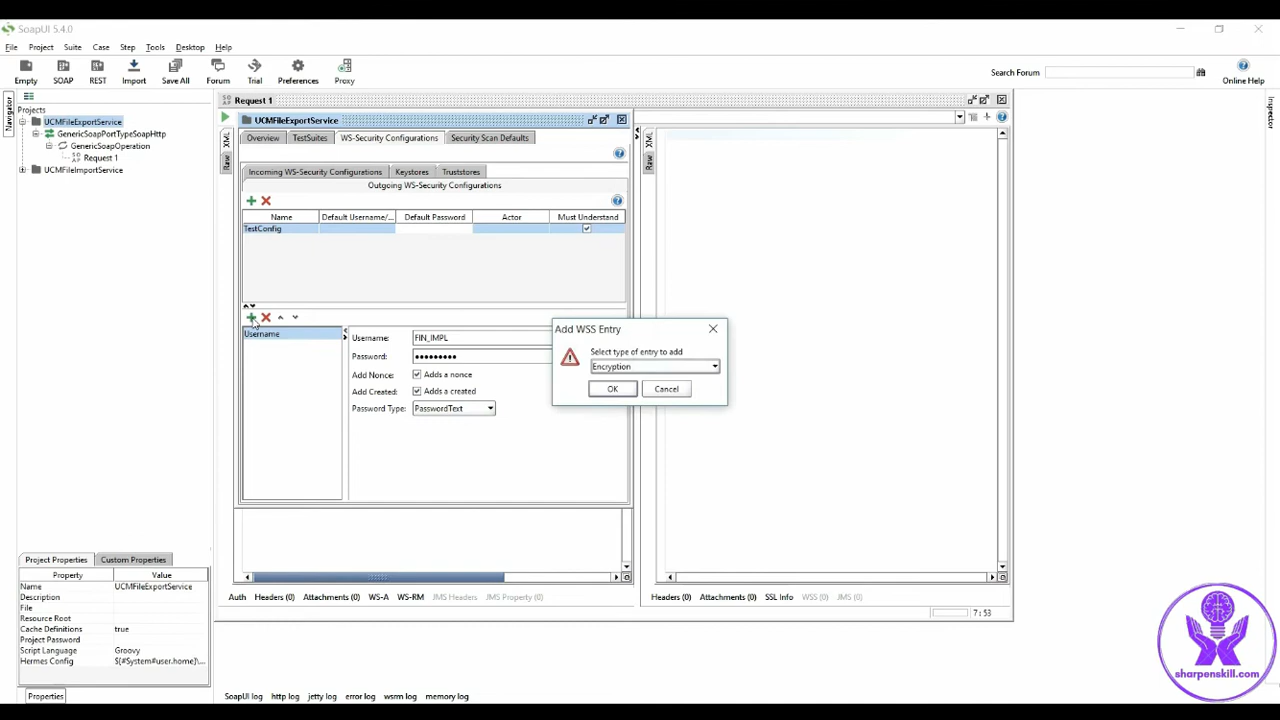 SoapUI 5.4.0
File Project Suite Case Step Tools Desktop Help
Empty SOAP REST Import Save All Forum Trial Preferences Proxy
Search Forum
Online Help
Navigator
Projects
UCMFileExportService
GenericSoapPortTypeSoapHttp
GenericSoapOperation
Request 1
UCMFileImportService
Request 1
UCMFileExportService
Overview TestSuites WS-Security Configurations Security Scan Defaults
XML
Raw
Incoming WS-Security Configurations Keystores Truststores
Outgoing WS-Security Configurations
Name Default Username/... Default Password Actor Must Understand
TestConfig
Username
Username: FIN_IMPL
Password: •••••••••
Add Nonce: Adds a nonce
Add Created: Adds a created
Password Type: PasswordText
Add WSS Entry
Select type of entry to add
Encryption
OK Cancel
XML
Raw
Inspector
Auth Headers (0) Attachments (0) WS-A WS-RM JMS Headers JMS Property (0)
Headers (0) Attachments (0) SSL Info WSS (0) JMS (0)
7 : 53
Project Properties Custom Properties
Property Value
Name UCMFileExportService
Description
File
Resource Root
Cache Definitions true
Project Password
Script Language Groovy
Hermes Config ${#System#user.home}\...
Properties
SoapUI log http log jetty log error log wsrm log memory log
sharpenskill.com